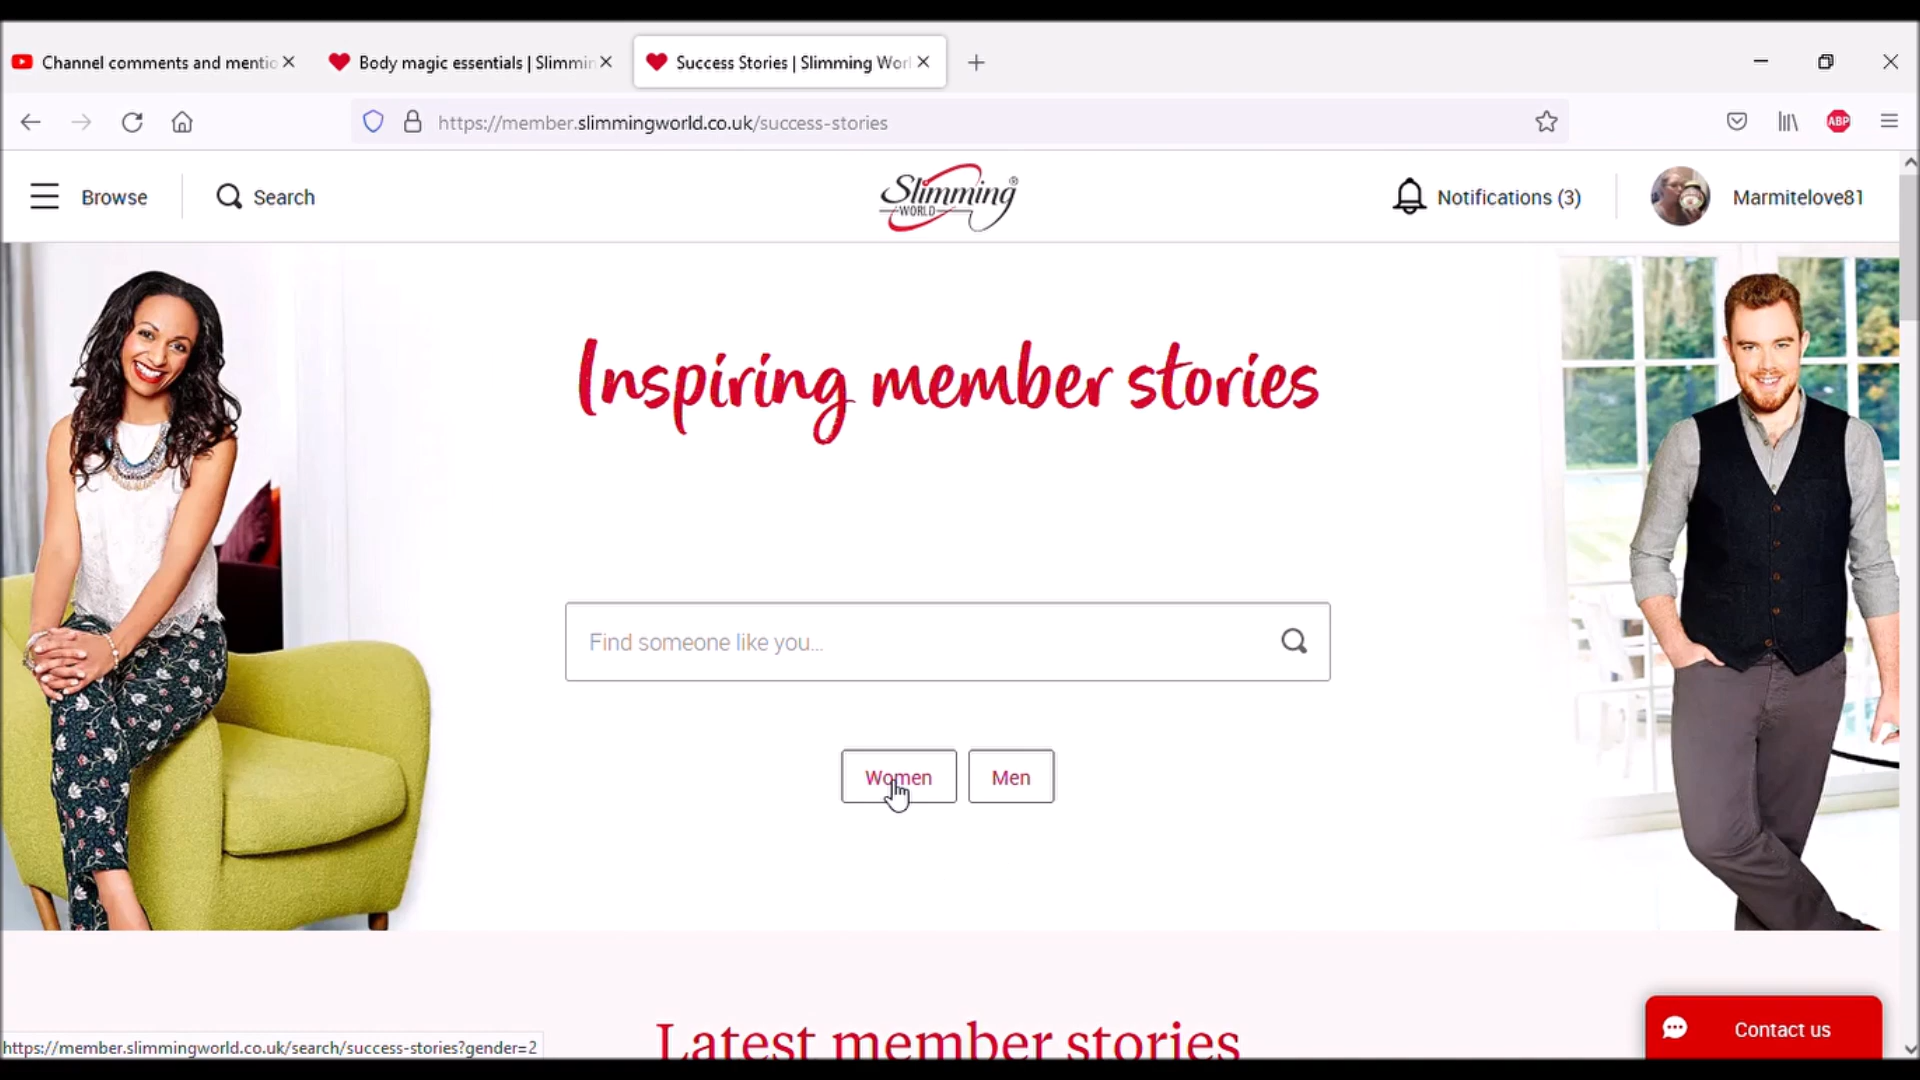 Channel comments and mentio
Body magic essentials | Slimmin
Success Stories | Slimming Worl
https://member.slimmingworld.co.uk/success-stories
ABP
Browse
Search
Slimming®
WORLD
Notifications (3)
Marmitelove81
Inspiring member stories
Find someone like you...
Women
Men
Latest member stories
Contact us
https://member.slimmingworld.co.uk/search/success-stories?gender=2